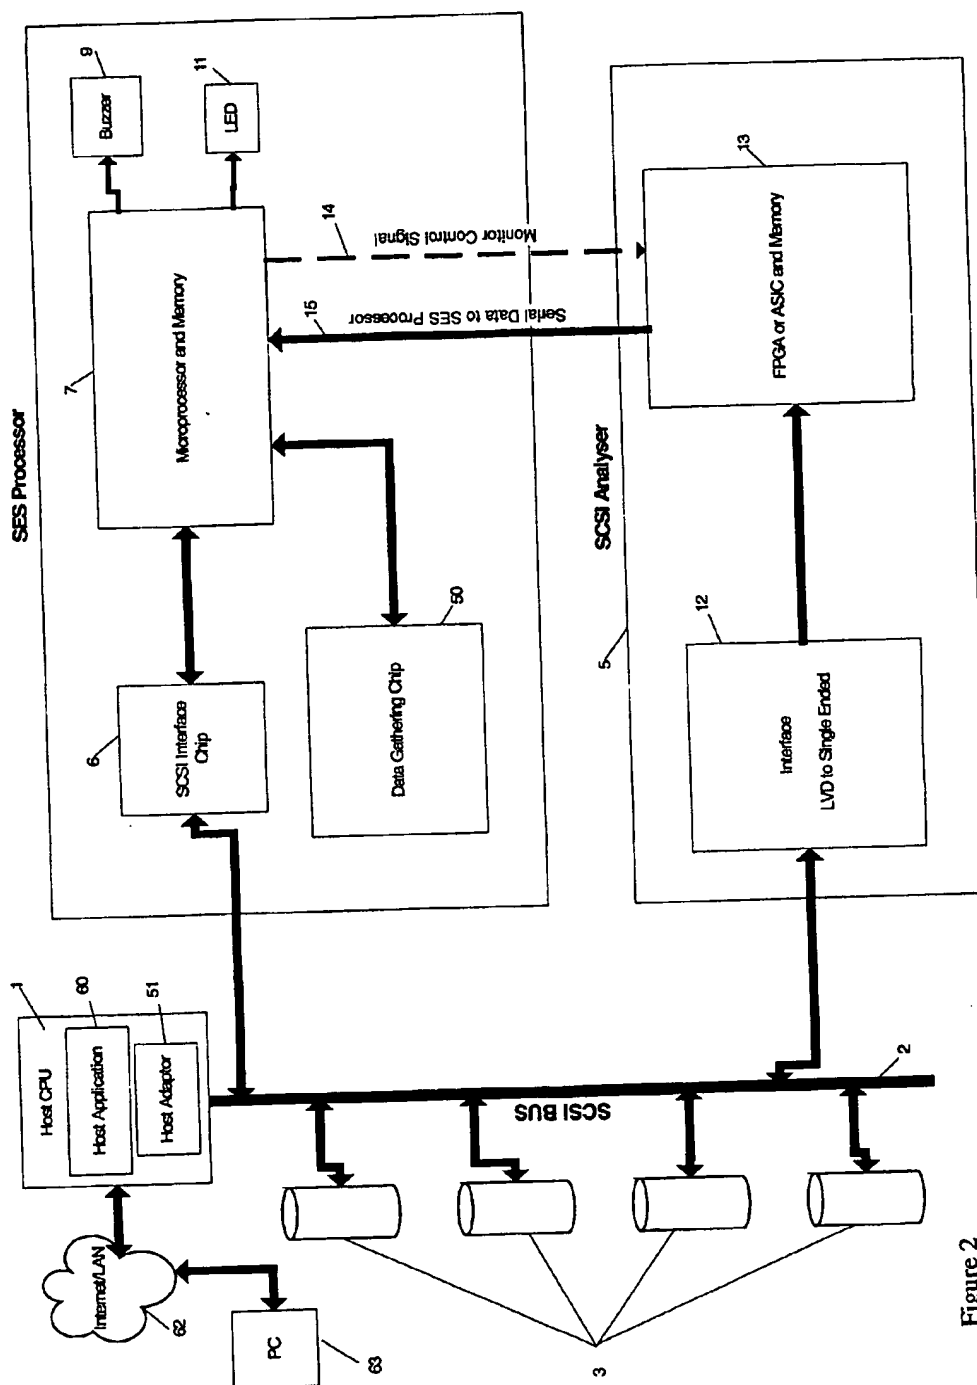 SES Processor
9
Buzzer
11
LED
7
Microprocessor and Memory
14
Monitor Control Signal
15
Serial Data to SES Processor
6
SCSI Interface
Chip
50
Data Gathering Chip
SCSI Analyser
5
13
FPGA or ASIC and Memory
12
Interface
LVD to Single Ended
1
Host CPU
60
Host Application
51
Host Adaptor
SCSI BUS
2
Internet/LAN
62
PC
63
3
Figure 2